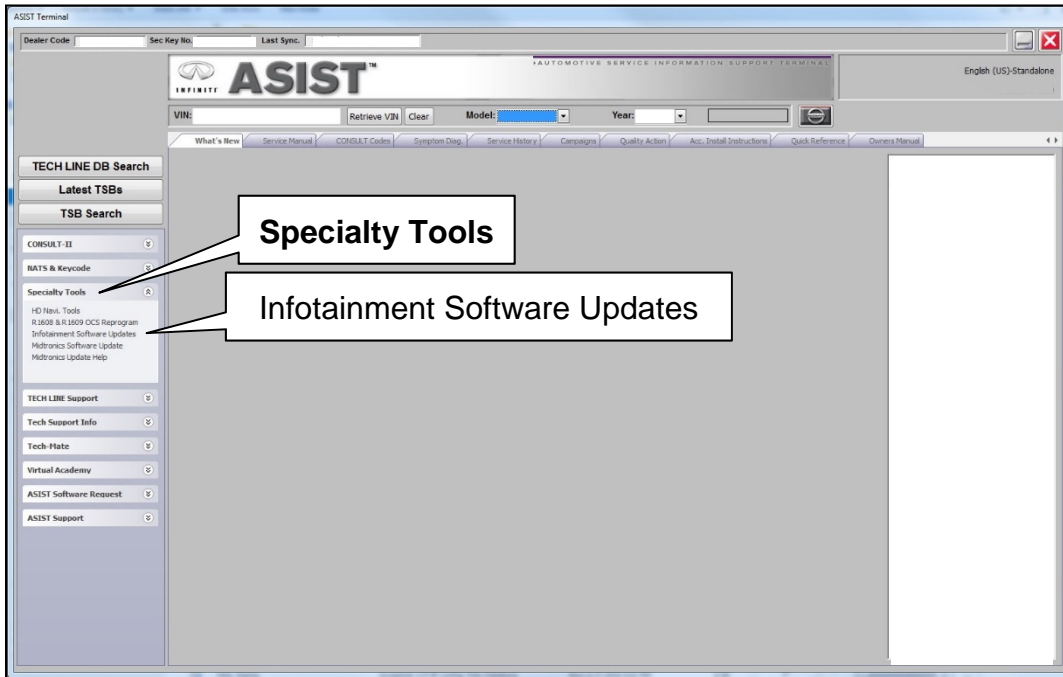 ASIST Terminal
Dealer Code Sec Key No. Last Sync.
INFINITI ASIST™
AUTOMOTIVE SERVICE INFORMATION SUPPORT TERMINAL
English (US)-Standalone
VIN: Retrieve VIN Clear Model: Year:
What's New Service Manual CONSULT Codes Symptom Diag. Service History Campaigns Quality Action Acc. Install Instructions Quick Reference Owners Manual
TECH LINE DB Search
Latest TSBs
TSB Search
CONSULT-II
NATS & Keycode
Specialty Tools
HD Navi. Tools
R1608 & R1609 OCS Reprogram
Infotainment Software Updates
Midtronics Software Update
Midtronics Update Help
TECH LINE Support
Tech Support Info
Tech-Mate
Virtual Academy
ASIST Software Request
ASIST Support
Specialty Tools
Infotainment Software Updates